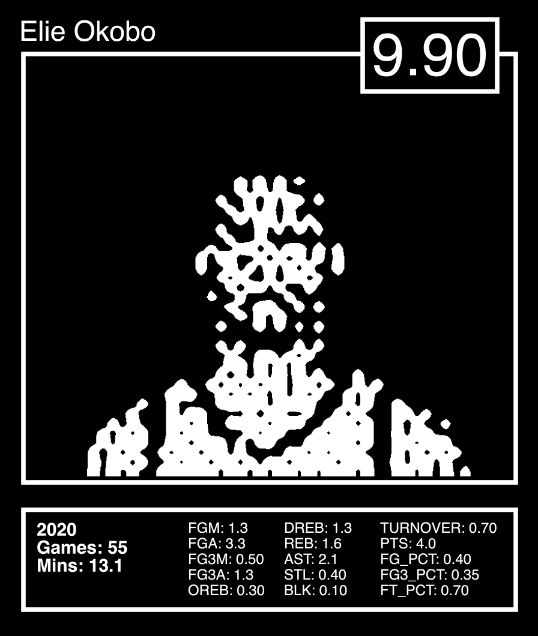 Elie Okobo
9.90
2020
Games: 55
Mins: 13.1
FGM: 1.3
FGA: 3.3
FG3M: 0.50
FG3A: 1.3
OREB: 0.30
DREB: 1.3
REB: 1.6
AST: 2.1
STL: 0.40
BLK: 0.10
TURNOVER: 0.70
PTS: 4.0
FG_PCT: 0.40
FG3_PCT: 0.35
FT_PCT: 0.70